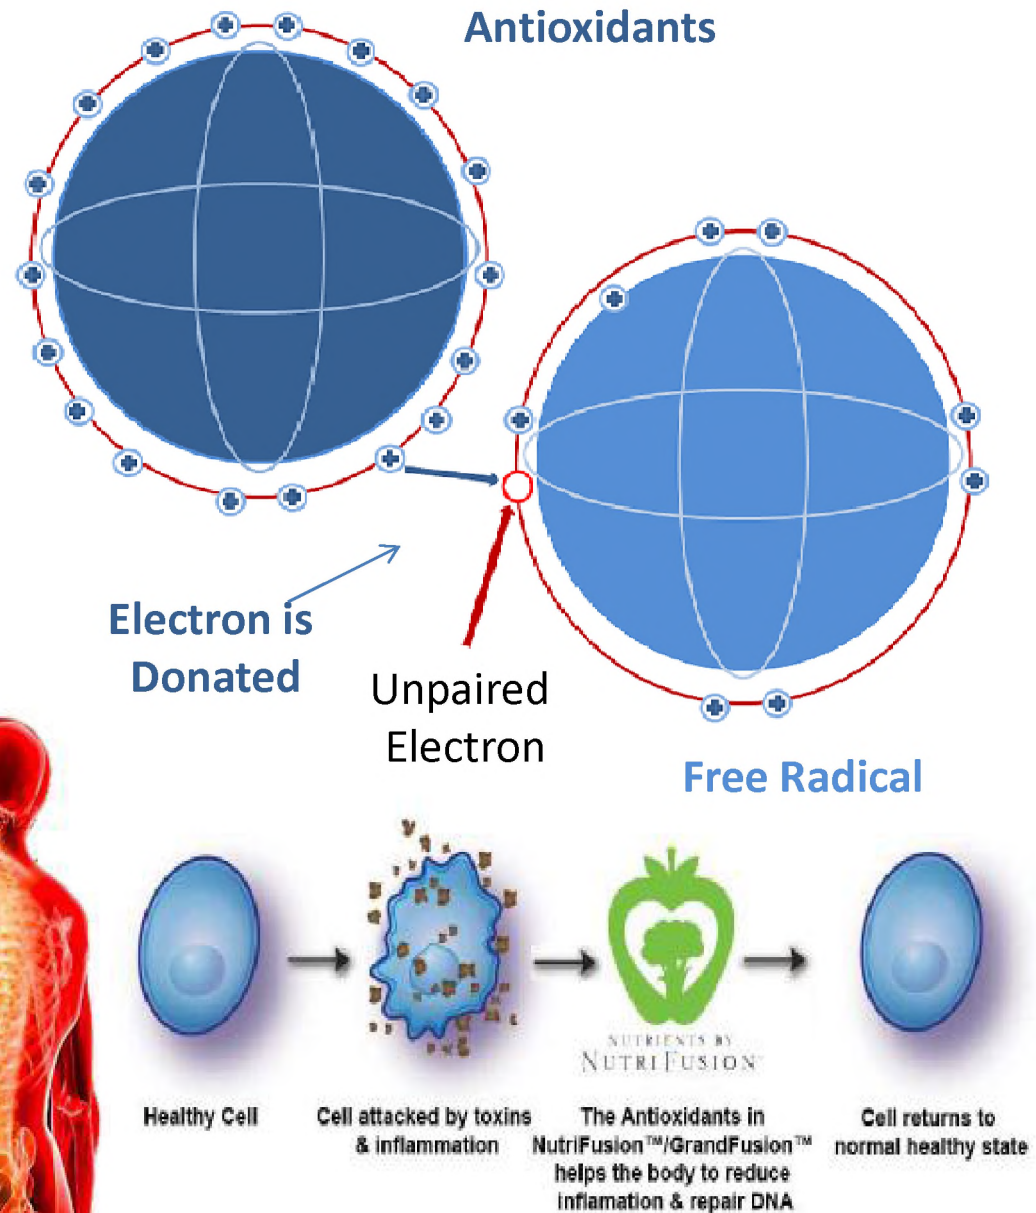 Antioxidants
Electron is
Donated
Unpaired
Electron
Free Radical
NUTRIENTS BY
NUTRIFUSION
Healthy Cell
Cell attacked by toxins
& inflammation
The Antioxidants in
NutriFusion™/GrandFusion™
helps the body to reduce
inflamation & repair DNA
Cell returns to
normal healthy state